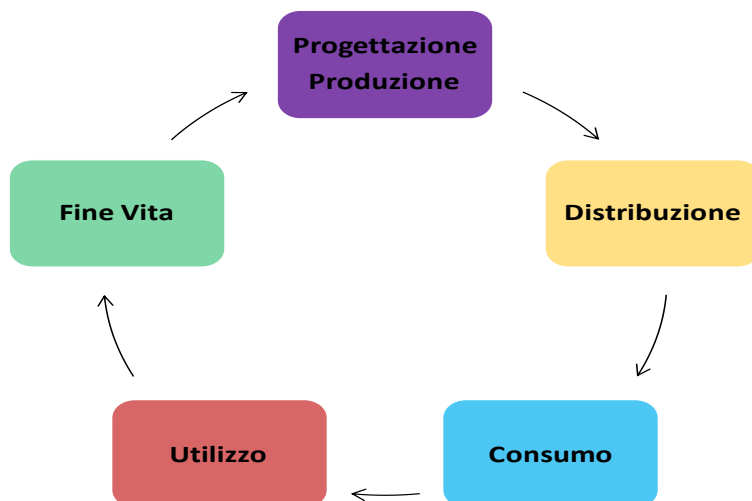 Progettazione
Produzione
Distribuzione
Consumo
Utilizzo
Fine Vita